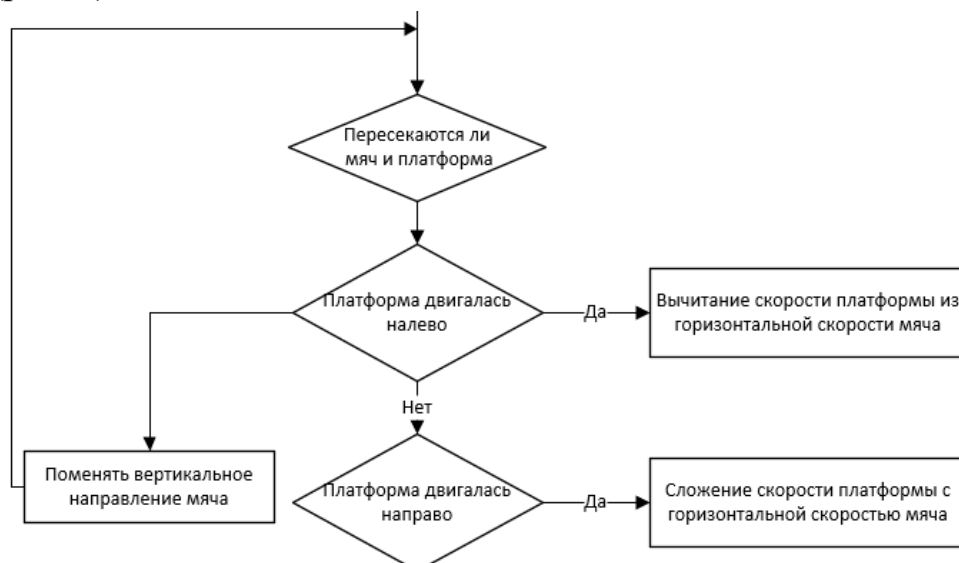 Пересекаются ли
мяч и платформа
Платформа двигалась
налево
Да
Вычитание скорости платформы из
горизонтальной скорости мяча
Нет
Поменять вертикальное
направление мяча
Платформа двигалась
направо
Да
Сложение скорости платформы с
горизонтальной скоростью мяча